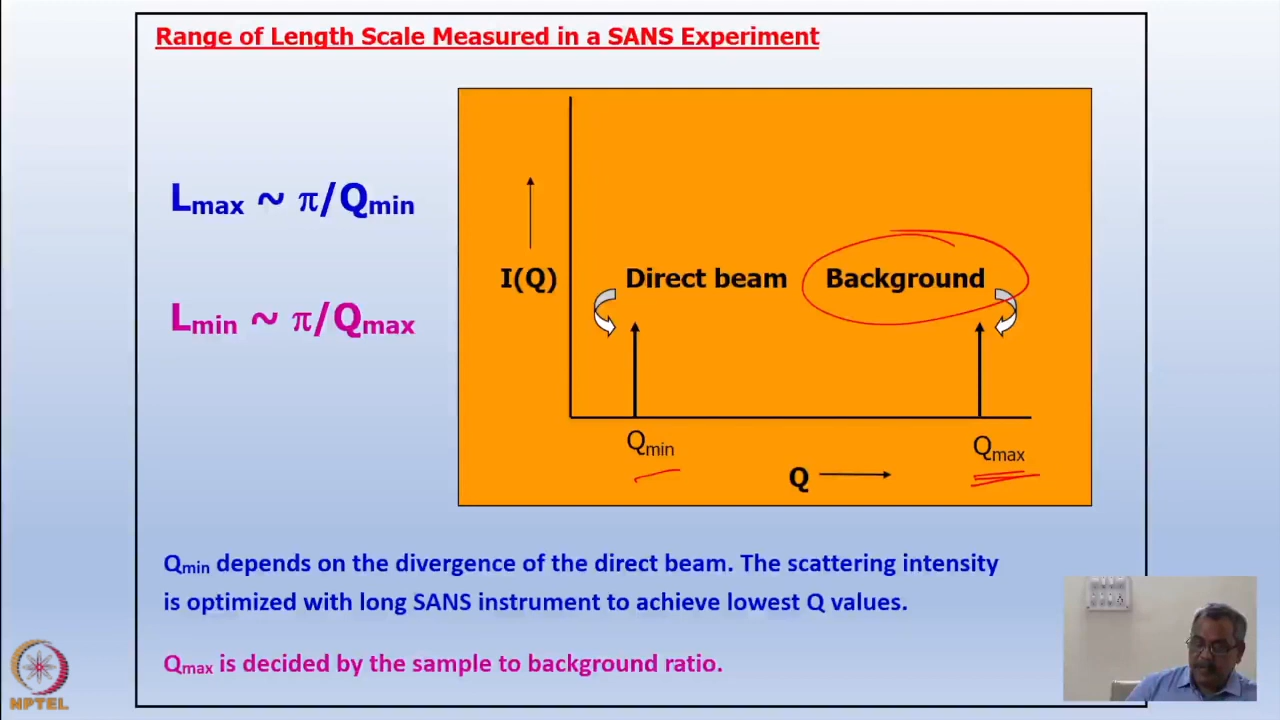 Range of Length Scale Measured in a SANS Experiment
Lmax ~ π/Qmin
Lmin ~ π/Qmax
I(Q)
Direct beam
Background
Qmin
Qmax
Q
Qmin depends on the divergence of the direct beam. The scattering intensity
is optimized with long SANS instrument to achieve lowest Q values.
Qmax is decided by the sample to background ratio.
NPTEL